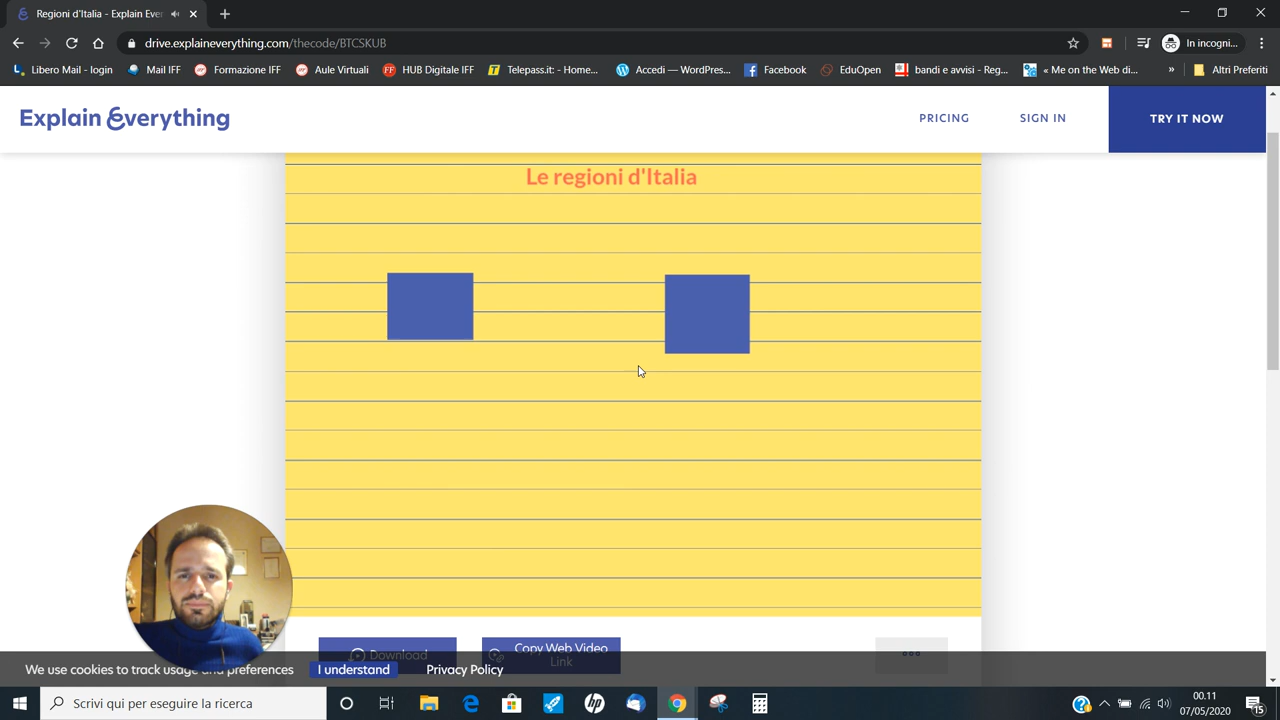 Regioni d'Italia - Explain Ever
drive.explaineverything.com/thecode/BTCSKUB
In incogni...
Libero Mail - login
Mail IFF
Formazione IFF
Aule Virtuali
HUB Digitale IFF
Telepass.it: - Home...
Accedi — WordPres...
Facebook
EduOpen
bandi e avvisi - Reg...
« Me on the Web di...
»
Altri Preferiti
Explain Everything
PRICING
SIGN IN
TRY IT NOW
Le regioni d'Italia
Download
Copy Web Video
Link
We use cookies to track usage and preferences
I understand
Privacy Policy
Scrivi qui per eseguire la ricerca
00.11
07/05/2020
15